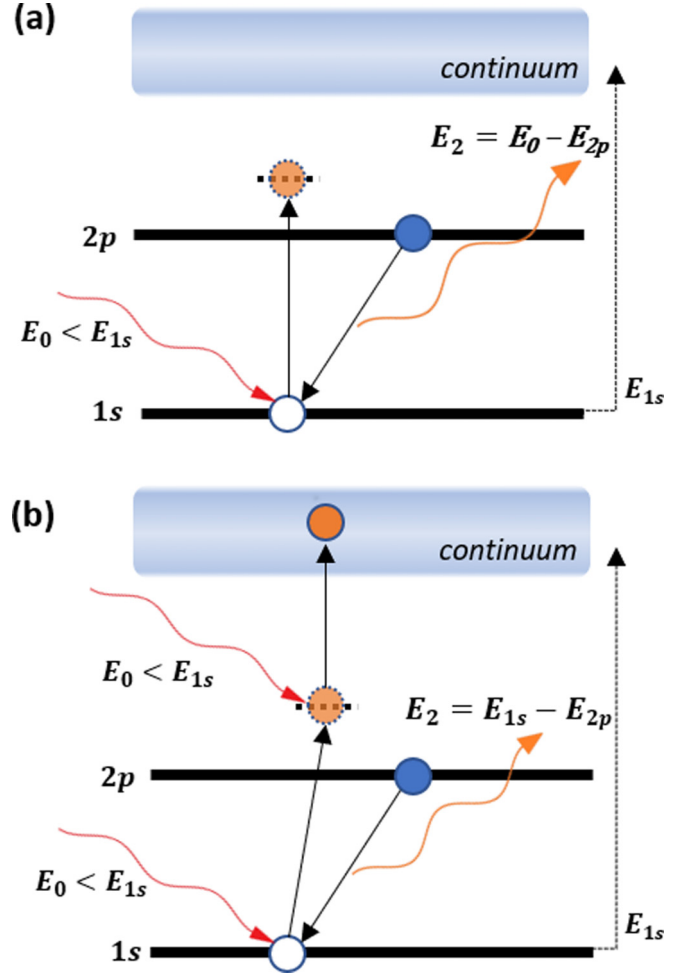 (a)
continuum
E₂ = E₀ − E₂ₚ
2p
E₀ < E₁ₛ
1s
E₁ₛ
(b)
continuum
E₀ < E₁ₛ
E₂ = E₁ₛ − E₂ₚ
2p
E₀ < E₁ₛ
E₁ₛ
1s